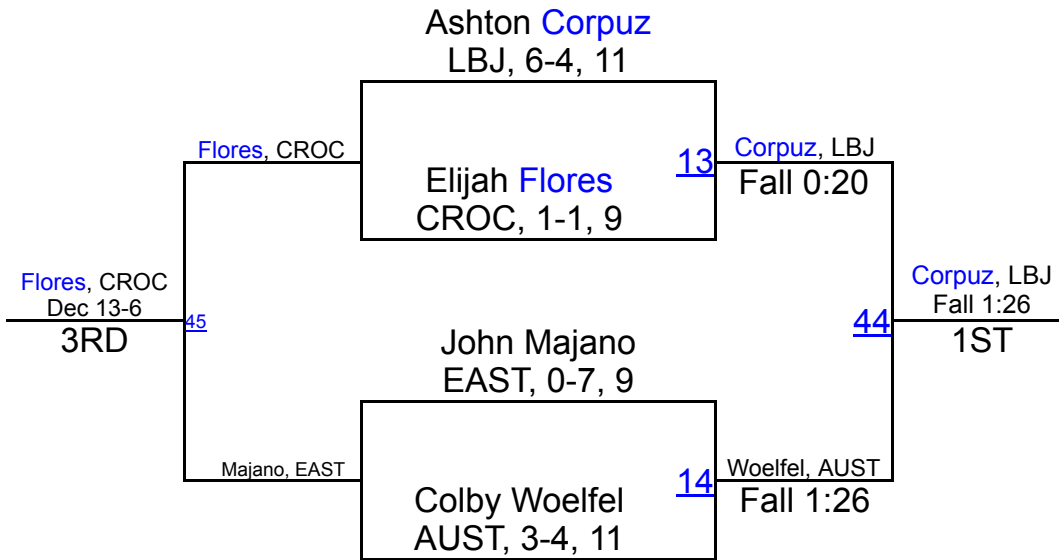 Ashton Corpuz
LBJ, 6-4, 11
Flores, CROC
13
Corpuz, LBJ
Fall 0:20
Elijah Flores
CROC, 1-1, 9
Flores, CROC
Dec 13-6
3RD
45
44
Corpuz, LBJ
Fall 1:26
1ST
John Majano
EAST, 0-7, 9
Majano, EAST
14
Woelfel, AUST
Fall 1:26
Colby Woelfel
AUST, 3-4, 11